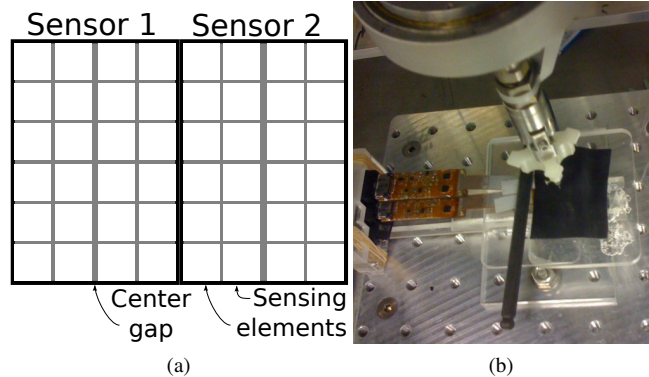 Sensor 1 Sensor 2
Center gap
Sensing elements
(a) (b)